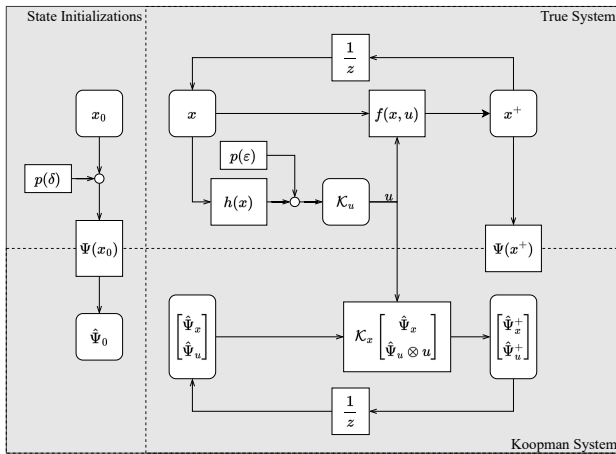 State Initializations
True System
1/z
x₀
x
f(x, u)
x⁺
p(δ)
p(ε)
h(x)
𝒦ᵤ
u
Ψ(x₀)
Ψ(x⁺)
Ψ̂₀
[Ψ̂ₓ
Ψ̂ᵤ]
𝒦ₓ [Ψ̂ₓ
Ψ̂ᵤ ⊗ u]
[Ψ̂ₓ⁺
Ψ̂ᵤ⁺]
1/z
Koopman System